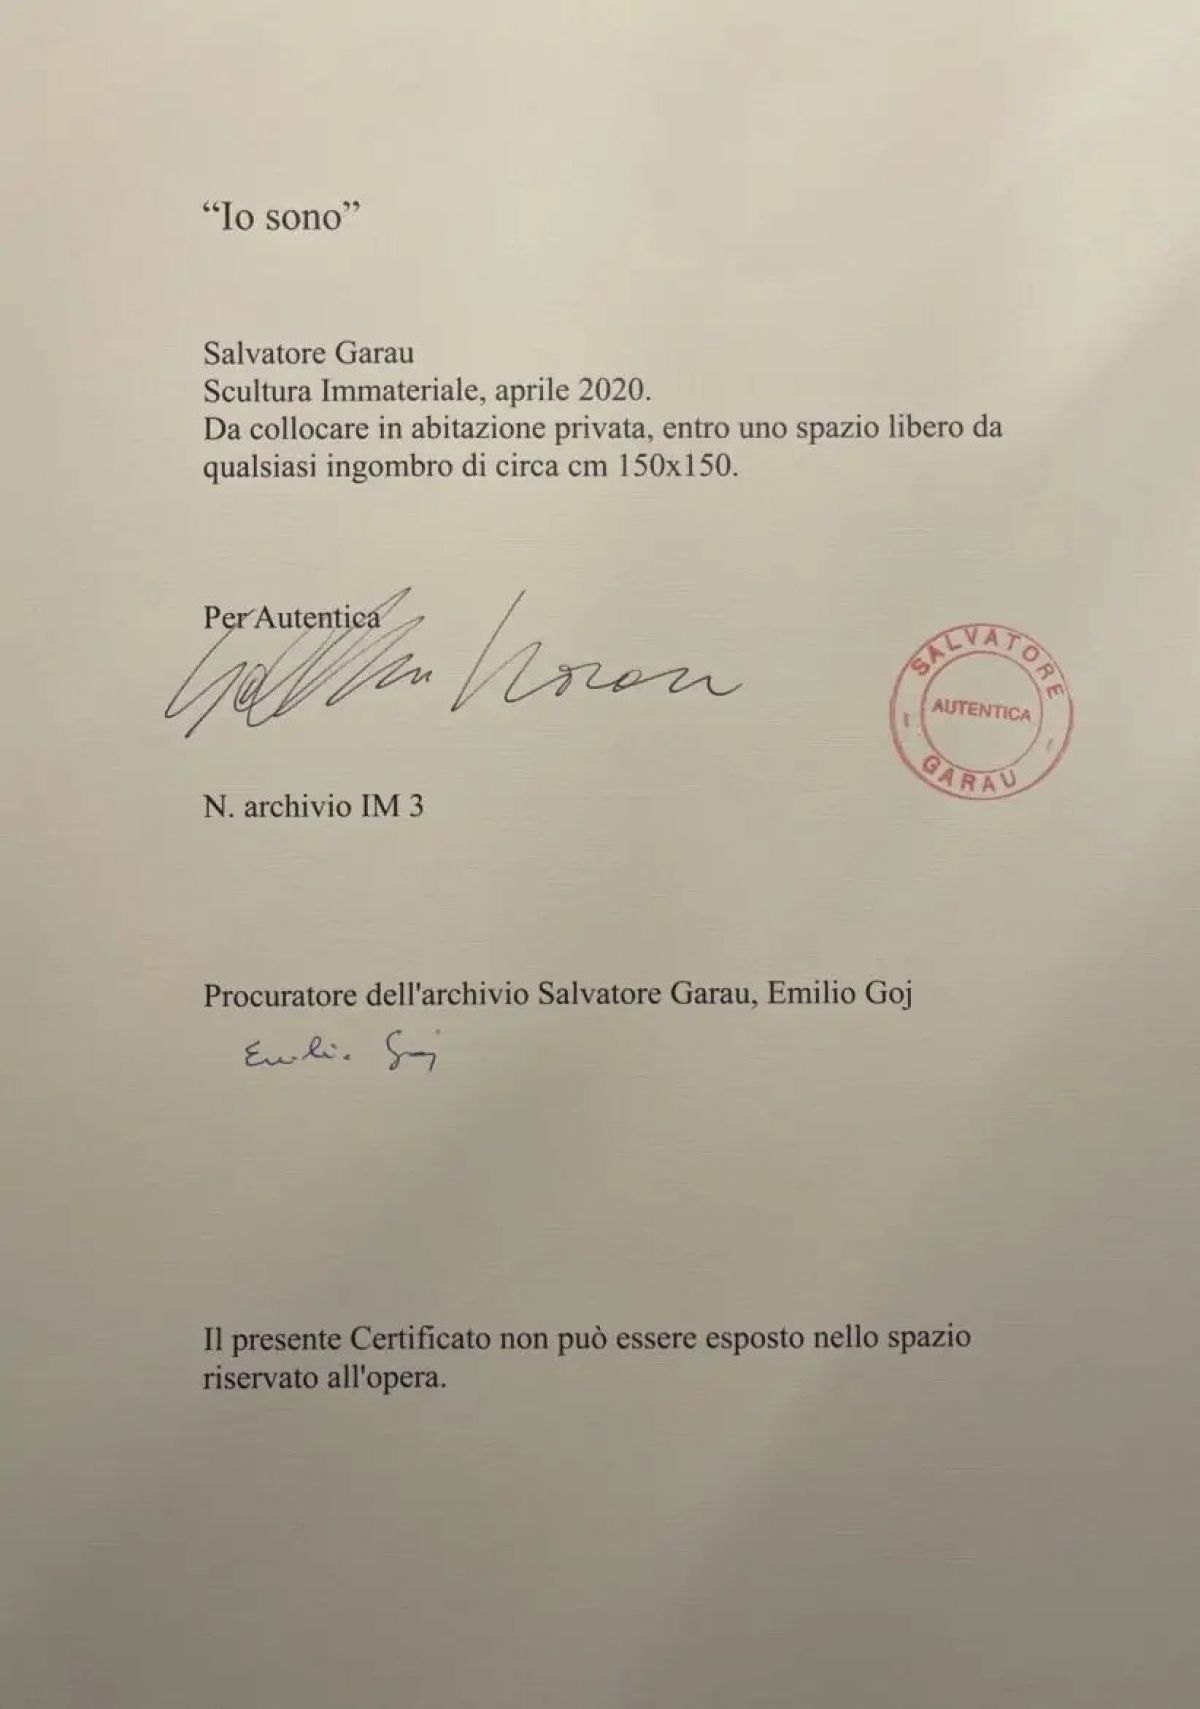 “Io sono”
Salvatore Garau
Scultura Immateriale, aprile 2020.
Da collocare in abitazione privata, entro uno spazio libero da
qualsiasi ingombro di circa cm 150x150.
Per Autentica
SALVATORE
AUTENTICA
GARAU
N. archivio IM 3
Procuratore dell'archivio Salvatore Garau, Emilio Goj
Emilio Goj
Il presente Certificato non può essere esposto nello spazio
riservato all'opera.